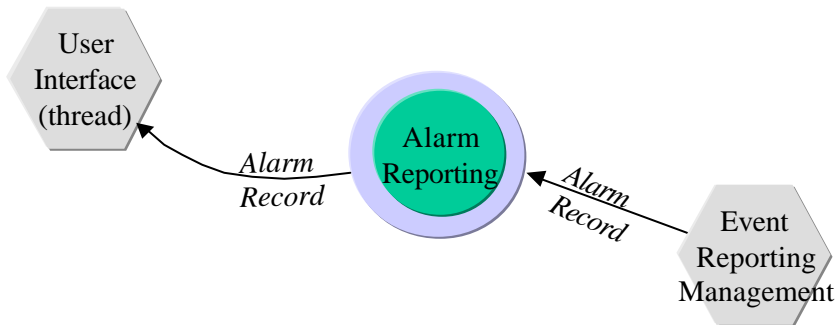 User
Interface
(thread)
Alarm
Record
Alarm
Reporting
Alarm
Record
Event
Reporting
Management